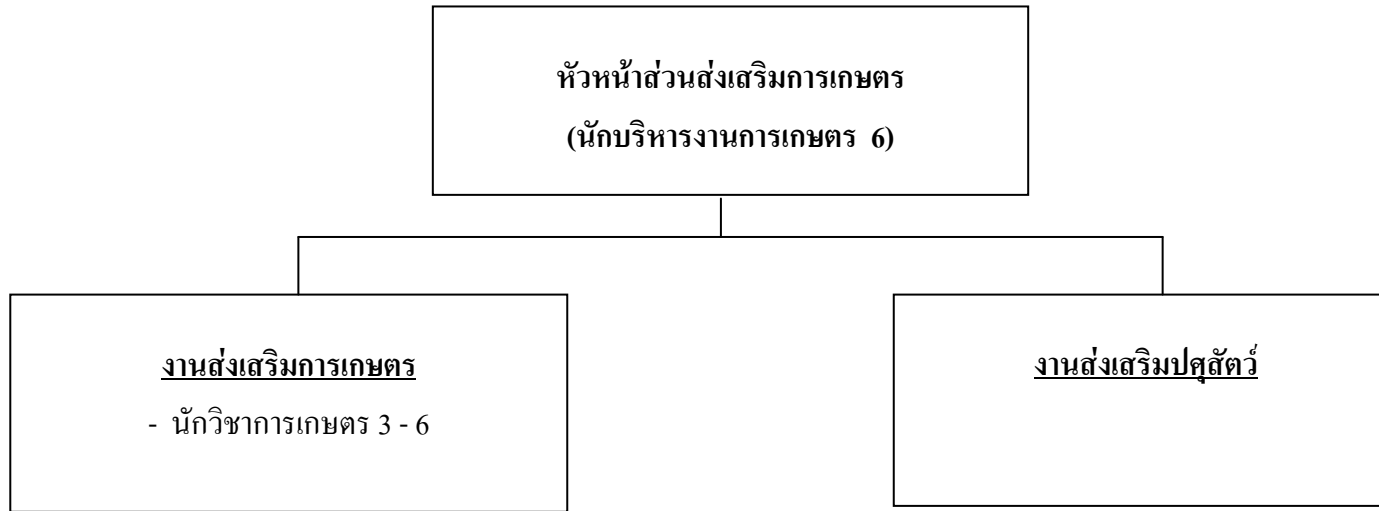 หัวหน้าส่วนส่งเสริมการเกษตร
(นักบริหารงานการเกษตร 6)
งานส่งเสริมการเกษตร
- นักวิชาการเกษตร 3 - 6
งานส่งเสริมปศุสัตว์